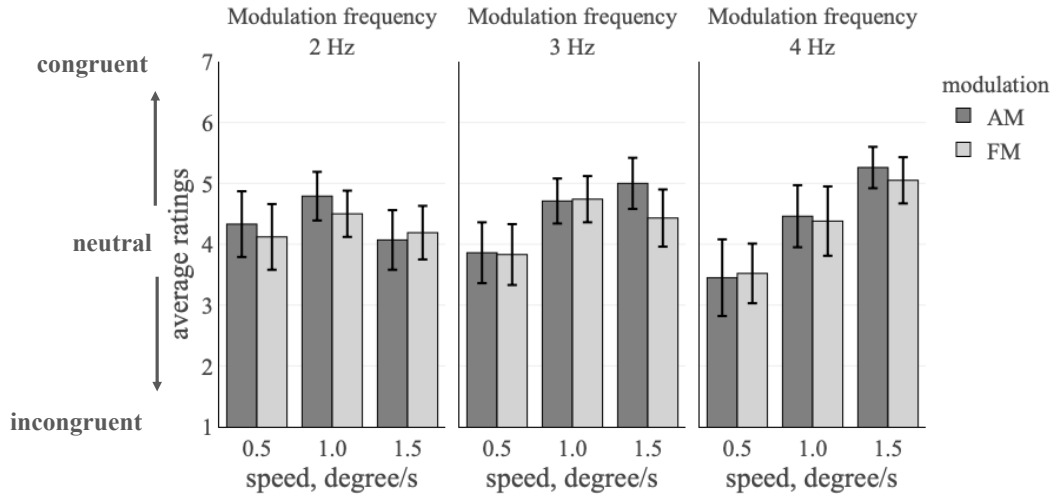 Modulation frequency
2 Hz
Modulation frequency
3 Hz
Modulation frequency
4 Hz
congruent
neutral
incongruent
average ratings
7
6
5
4
3
2
1
0.5 1.0 1.5
speed, degree/s
0.5 1.0 1.5
speed, degree/s
0.5 1.0 1.5
speed, degree/s
modulation
AM
FM